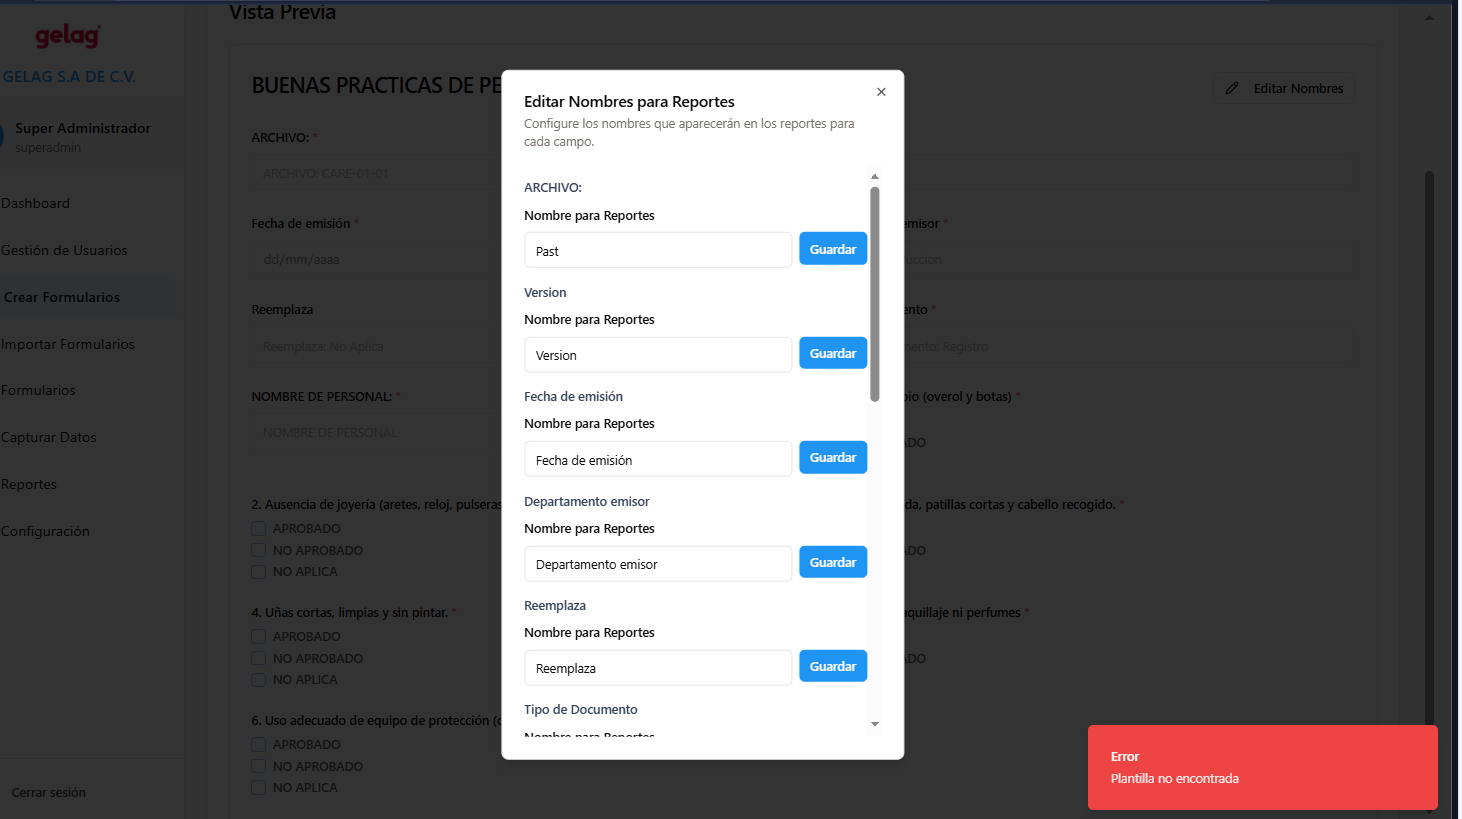 Vista Previa
gelag
GELAG S.A DE C.V.
Super Administrador
superadmin
Dashboard
Gestión de Usuarios
Crear Formularios
Importar Formularios
Formularios
Capturar Datos
Reportes
Configuración
Cerrar sesión
BUENAS PRACTICAS DE PE
Editar Nombres
ARCHIVO: *
ARCHIVO: CARE-01-01
Fecha de emisión *
emisor *
dd/mm/aaaa
uccion
Reemplaza
ento *
Reemplaza: No Aplica
nento: Registro
NOMBRE DE PERSONAL: *
pio (overol y botas) *
NOMBRE DE PERSONAL
ADO
2. Ausencia de joyería (aretes, reloj, pulseras
da, patillas cortas y cabello recogido. *
APROBADO
NO APROBADO
ADO
NO APLICA
4. Uñas cortas, limpias y sin pintar. *
aquillaje ni perfumes *
APROBADO
NO APROBADO
ADO
NO APLICA
6. Uso adecuado de equipo de protección (c
APROBADO
NO APROBADO
NO APLICA
Editar Nombres para Reportes
Configure los nombres que aparecerán en los reportes para
cada campo.
ARCHIVO:
Nombre para Reportes
Past
Guardar
Version
Nombre para Reportes
Version
Guardar
Fecha de emisión
Nombre para Reportes
Fecha de emisión
Guardar
Departamento emisor
Nombre para Reportes
Departamento emisor
Guardar
Reemplaza
Nombre para Reportes
Reemplaza
Guardar
Tipo de Documento
Nombre para Reportes
Error
Plantilla no encontrada